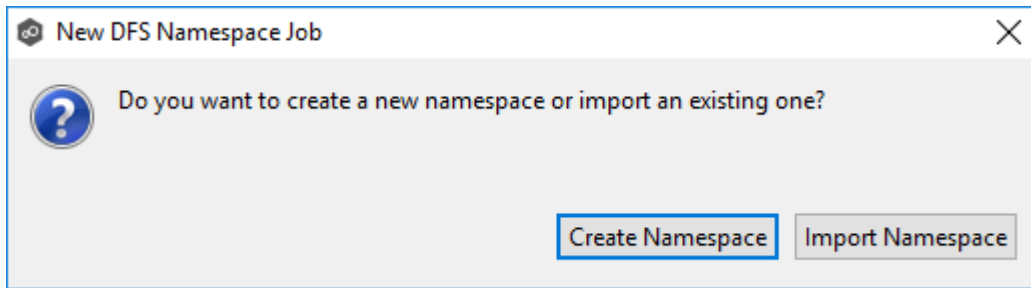 New DFS Namespace Job
Do you want to create a new namespace or import an existing one?
Create Namespace Import Namespace